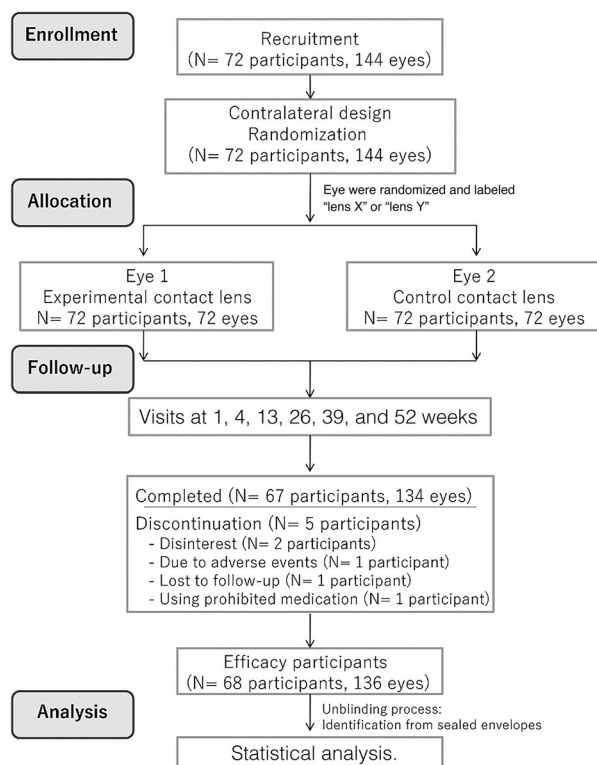 Enrollment
Recruitment
(N= 72 participants, 144 eyes)
Contralateral design
Randomization
(N= 72 participants, 144 eyes)
Allocation
Eye were randomized and labeled
“lens X” or “lens Y”
Eye 1
Experimental contact lens
N= 72 participants, 72 eyes
Eye 2
Control contact lens
N= 72 participants, 72 eyes
Follow-up
Visits at 1, 4, 13, 26, 39, and 52 weeks
Completed (N= 67 participants, 134 eyes)
Discontinuation (N= 5 participants)
- Disinterest (N= 2 participants)
- Due to adverse events (N= 1 participant)
- Lost to follow-up (N= 1 participant)
- Using prohibited medication (N= 1 participant)
Efficacy participants
(N= 68 participants, 136 eyes)
Analysis
Unblinding process:
Identification from sealed envelopes
Statistical analysis.